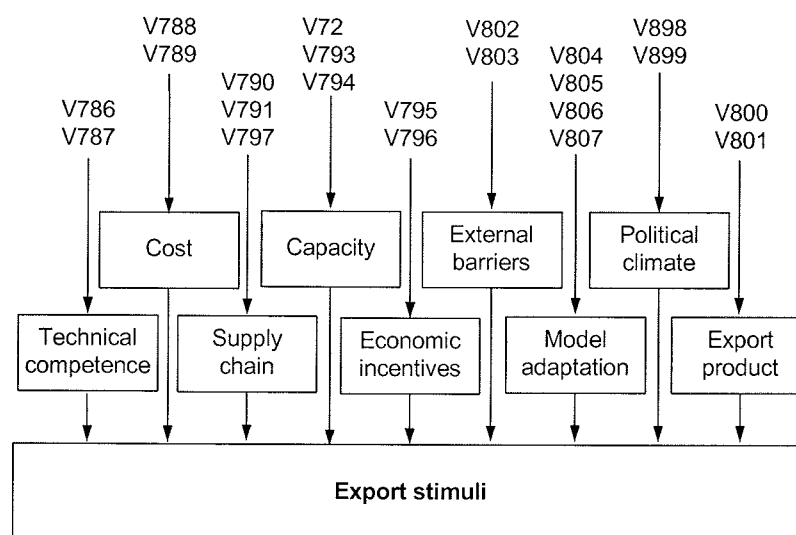 V788
V789
V72
V793
V794
V802
V803
V898
V899
V790
V791
V797
V804
V805
V806
V807
V786
V787
V795
V796
V800
V801
Cost
Capacity
External
barriers
Political
climate
Technical
competence
Supply
chain
Economic
incentives
Model
adaptation
Export
product
Export stimuli